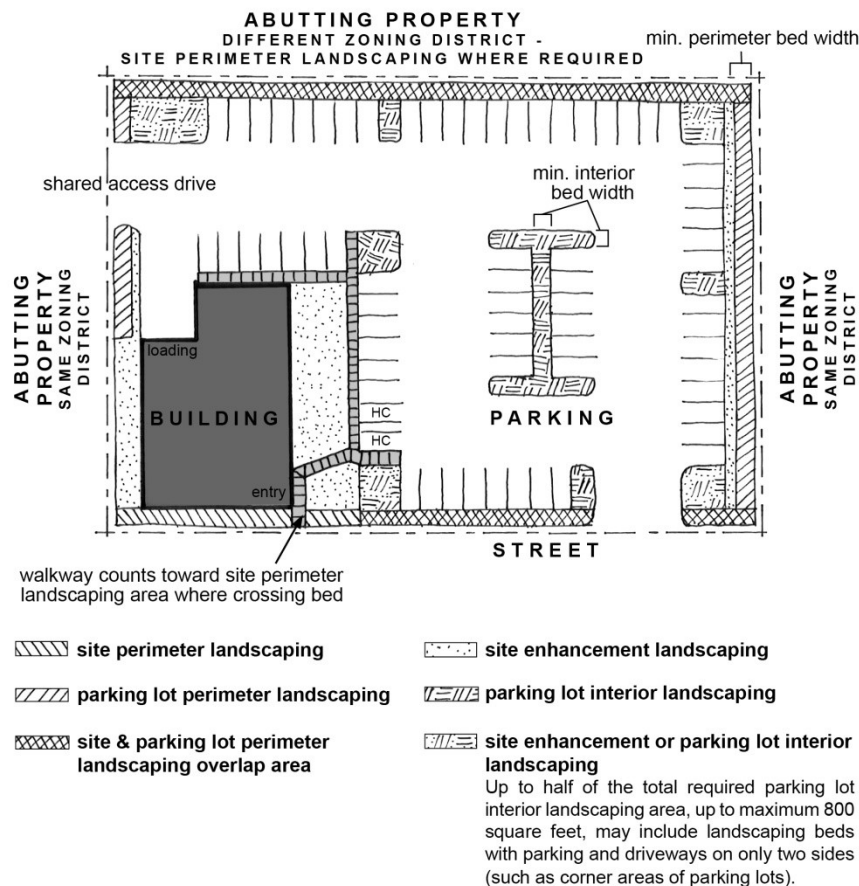 ABUTTING PROPERTY
DIFFERENT ZONING DISTRICT -
SITE PERIMETER LANDSCAPING WHERE REQUIRED
min. perimeter bed width
shared access drive
min. interior
bed width
ABUTTING
PROPERTY
SAME ZONING
DISTRICT
loading
BUILDING
entry
HC
HC
PARKING
ABUTTING
PROPERTY
SAME ZONING
DISTRICT
STREET
walkway counts toward site perimeter
landscaping area where crossing bed
site perimeter landscaping
parking lot perimeter landscaping
site & parking lot perimeter
landscaping overlap area
site enhancement landscaping
parking lot interior landscaping
site enhancement or parking lot interior
landscaping
Up to half of the total required parking lot
interior landscaping area, up to maximum 800
square feet, may include landscaping beds
with parking and driveways on only two sides
(such as corner areas of parking lots).